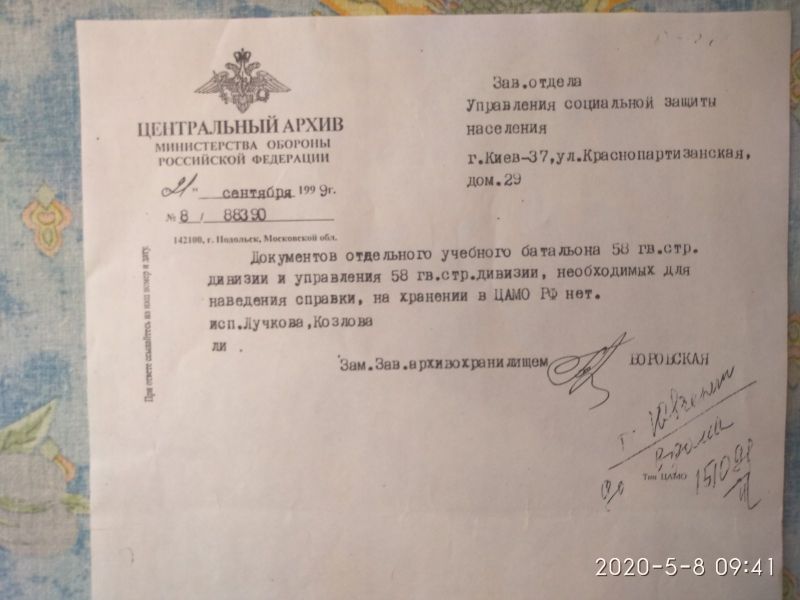 ЦЕНТРАЛЬНЫЙ АРХИВ
МИНИСТЕРСТВА ОБОРОНЫ
РОССИЙСКОЙ ФЕДЕРАЦИИ
21" сентября 1999г.
№ 8/ 88390
142100, г. Подольск, Московской обл.
При ответе ссылайтесь на наш номер и дату.
Зав.отдела
Управления социальной защиты
населения
г.Киев-37,ул.Краснопартизанская,
дом.29
Документов отдельного учебного батальона 58 гв.стр.
дивизии и управления 58 гв.стр.дивизии, необходимых для
наведения справки, на хранении в ЦАМО РФ нет.
исп.Лучкова,Козлова
ли .
Зам.Зав.архивохранилищем БОРОВСКАЯ
Тип ЦАМО
2020-5-8 09:41